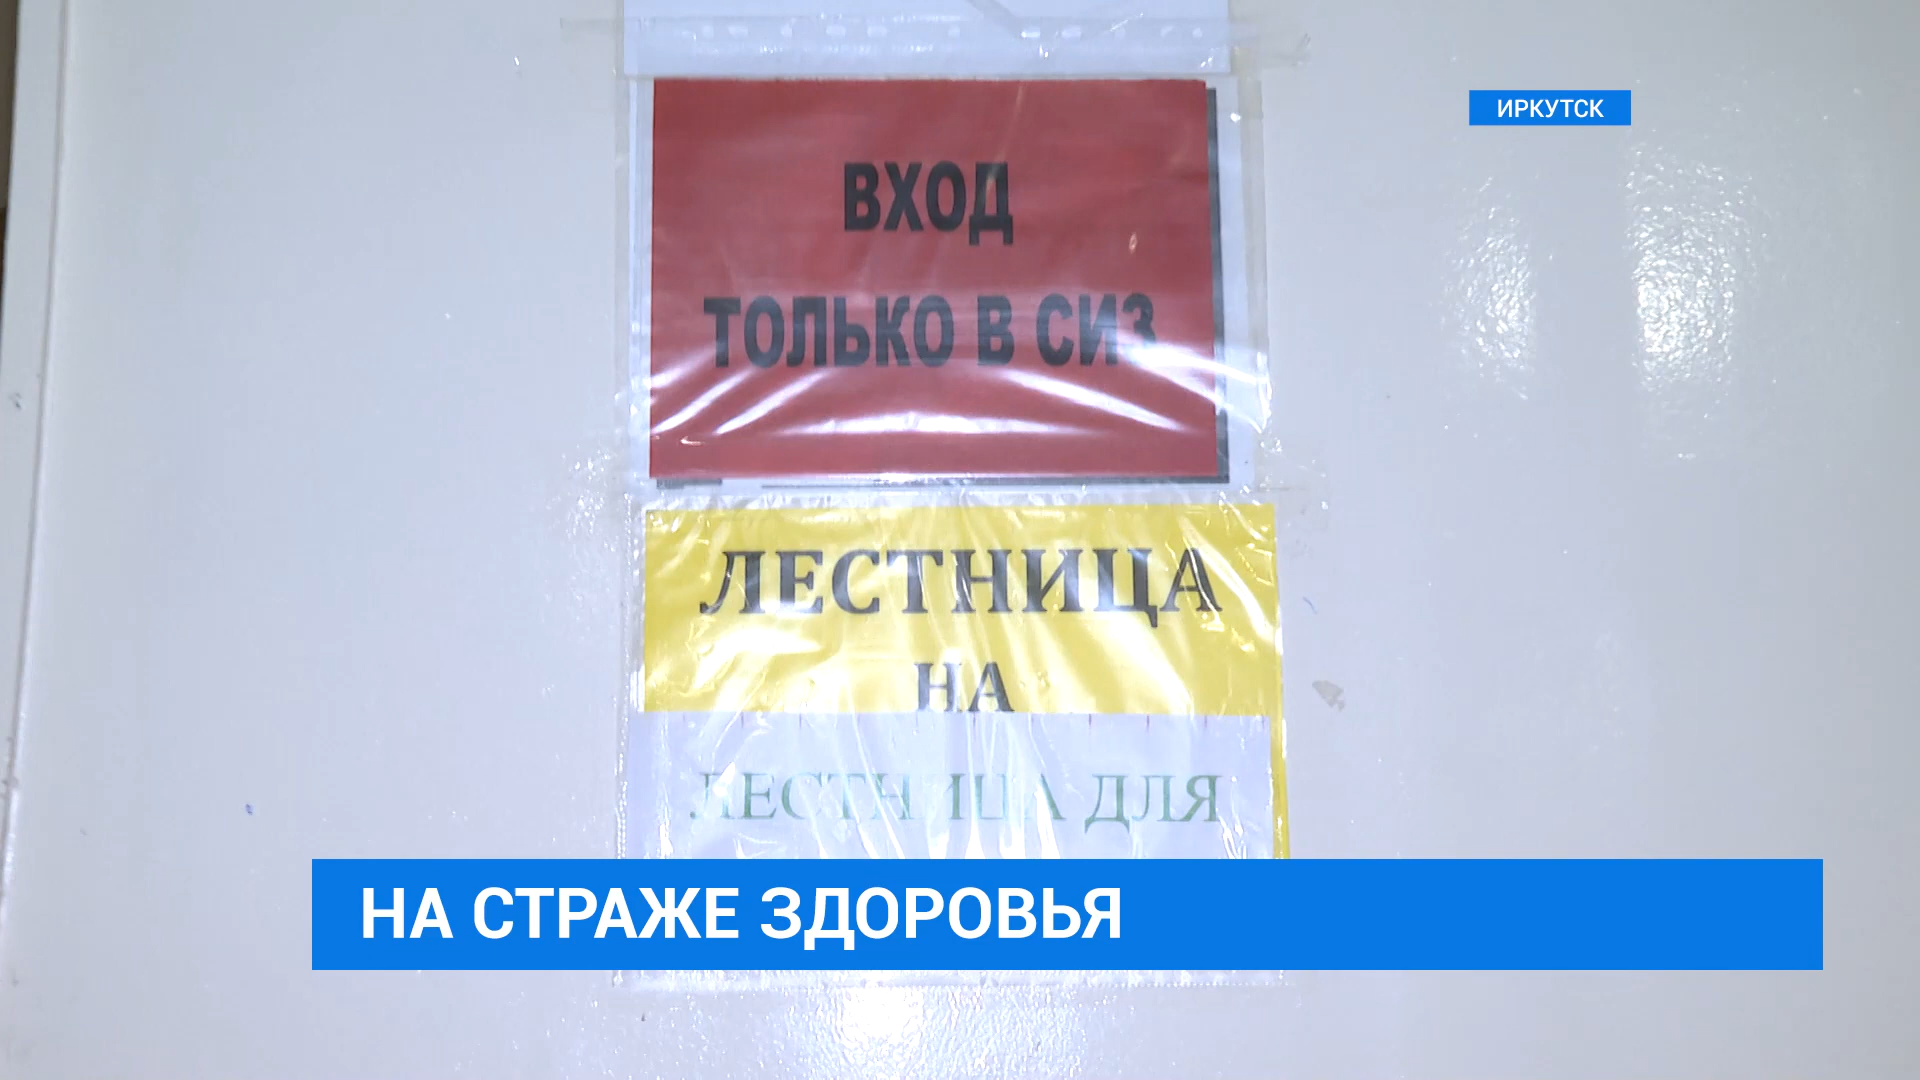 ИРКУТСК
ВХОД
ТОЛЬКО В СИЗ
ЛЕСТНИЦА
НА
ЛЕСТНИЦА ДЛЯ
НА СТРАЖЕ ЗДОРОВЬЯ